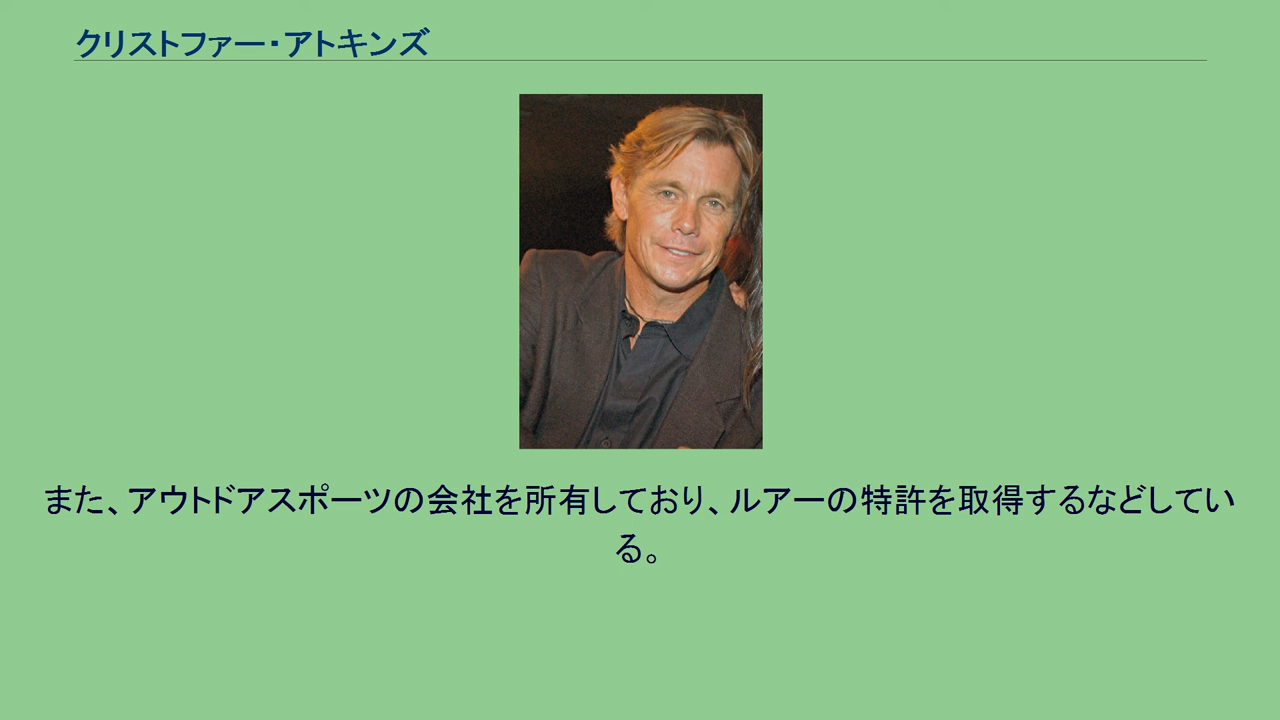 クリストファー・アトキンズ
また、アウトドアスポーツの会社を所有しており、ルアーの特許を取得するなどしてい
る。